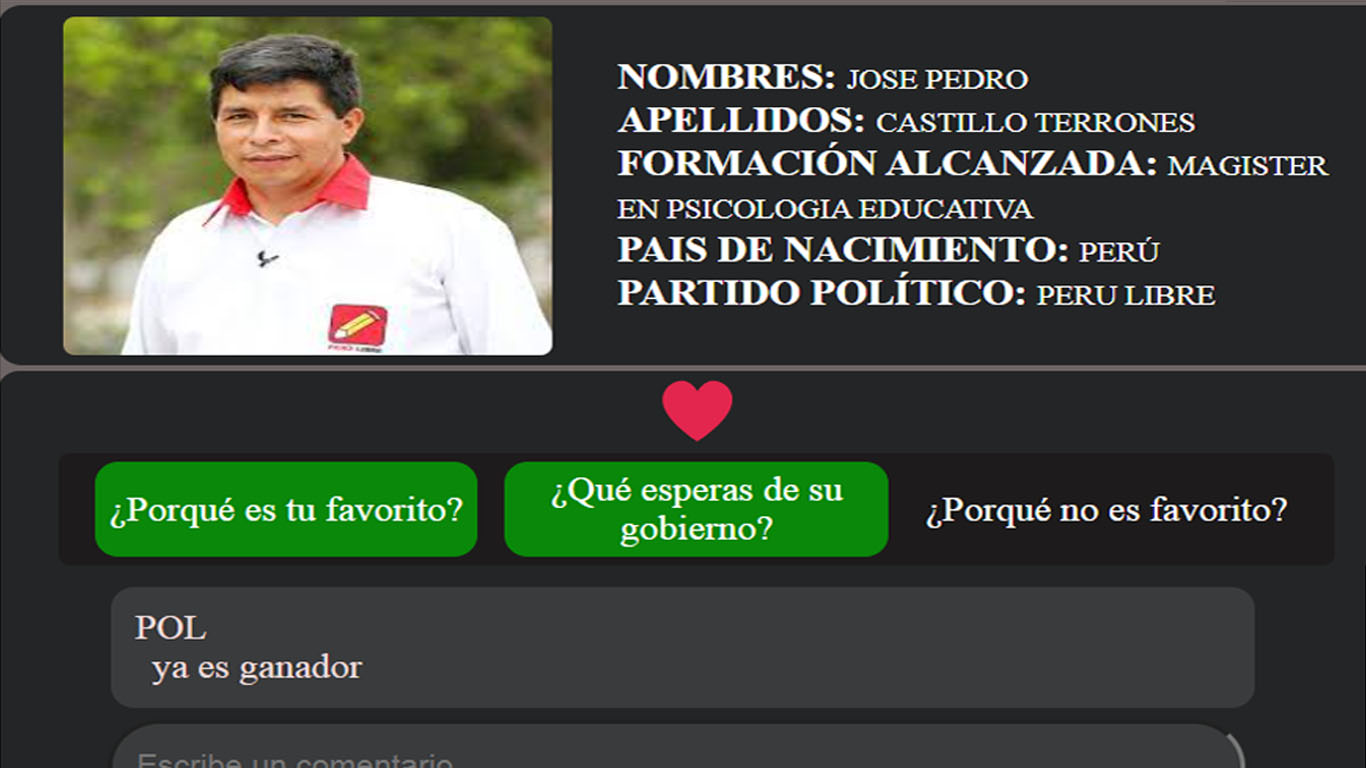 NOMBRES: JOSE PEDRO
APELLIDOS: CASTILLO TERRONES
FORMACIÓN ALCANZADA: MAGISTER
EN PSICOLOGIA EDUCATIVA
PAIS DE NACIMIENTO: PERÚ
PARTIDO POLÍTICO: PERU LIBRE
PERÚ LIBRE
¿Porqué es tu favorito?
¿Qué esperas de su
gobierno?
¿Porqué no es favorito?
POL
ya es ganador
Escribe un comentario